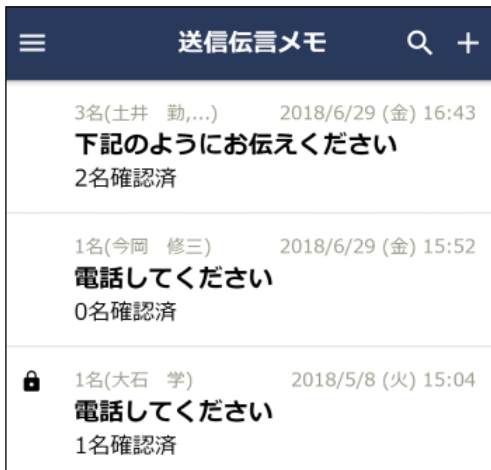 送信伝言メモ
3名(土井　勤,...)　2018/6/29 (金) 16:43
下記のようにお伝えください
2名確認済
1名(今岡　修三)　2018/6/29 (金) 15:52
電話してください
0名確認済
1名(大石　学)　2018/5/8 (火) 15:04
電話してください
1名確認済